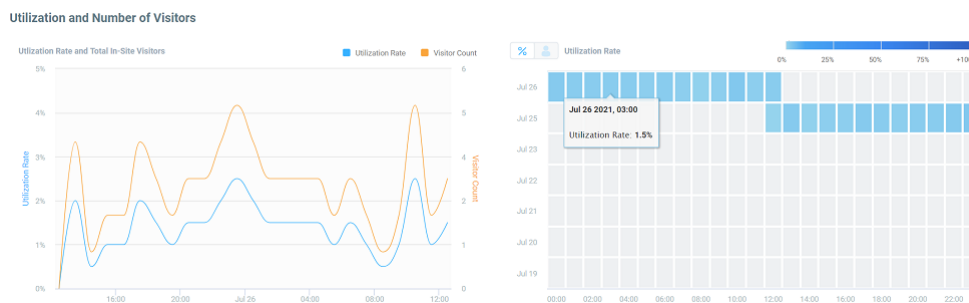 Utilization and Number of Visitors
Utlization Rate and Total In-Site Visitors
Utilization Rate
Visitor Count
5%
4%
3%
2%
1%
0%
Utilization Rate
6
5
4
2
1
0
Visitor Count
16:00
20:00
Jul 26
04:00
08:00
12:00
%
Utilization Rate
0%
25%
50%
75%
+100
Jul 26
Jul 25
Jul 23
Jul 22
Jul 21
Jul 20
Jul 19
Jul 26 2021, 03:00
Utilization Rate: 1.5%
00:00
02:00
04:00
06:00
08:00
10:00
12:00
14:00
16:00
18:00
20:00
22:00